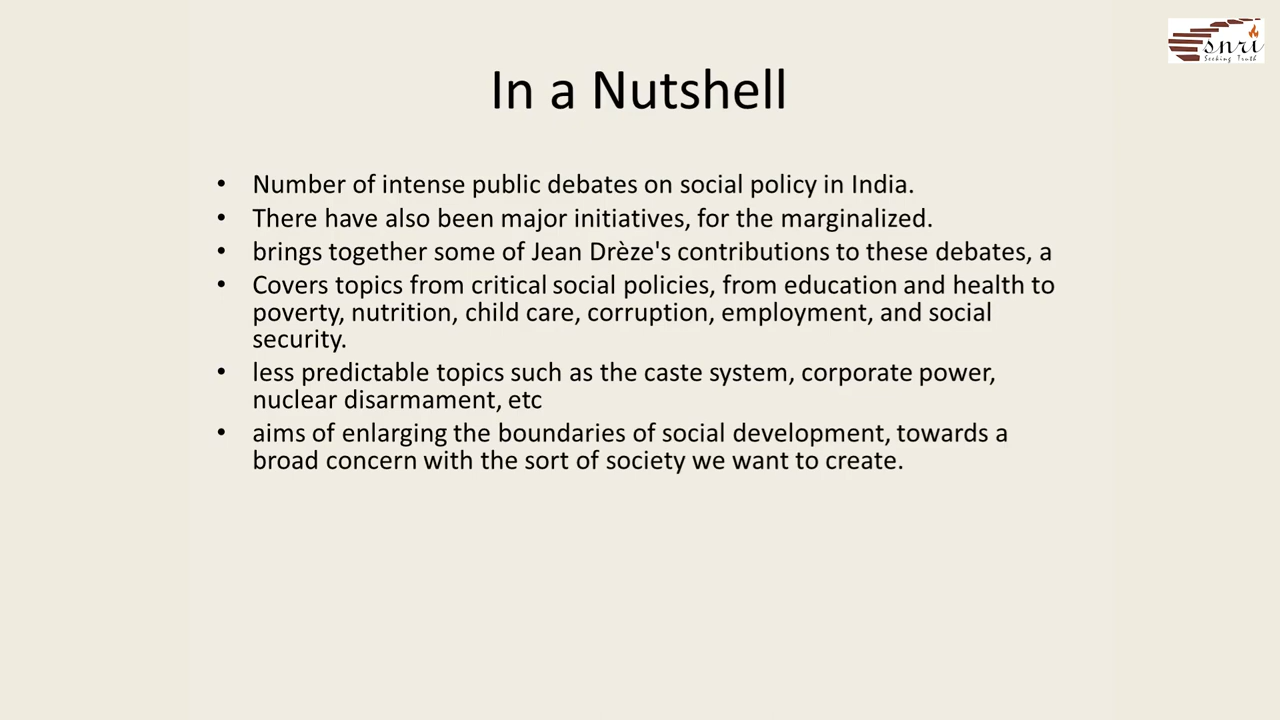 snri
Seeking Truth
In a Nutshell
• Number of intense public debates on social policy in India.
• There have also been major initiatives, for the marginalized.
• brings together some of Jean Drèze's contributions to these debates, a
• Covers topics from critical social policies, from education and health to
poverty, nutrition, child care, corruption, employment, and social
security.
• less predictable topics such as the caste system, corporate power,
nuclear disarmament, etc
• aims of enlarging the boundaries of social development, towards a
broad concern with the sort of society we want to create.